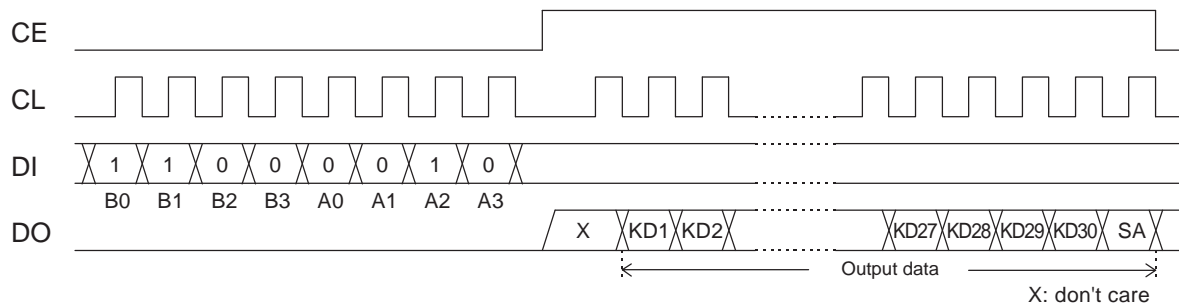 CE
CL
DI 1 1 0 0 0 0 1 0
B0 B1 B2 B3 A0 A1 A2 A3
DO X KD1 KD2 KD27 KD28 KD29 KD30 SA
Output data
X: don't care